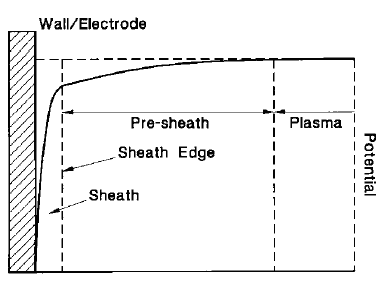 Wall/Electrode
Pre-sheath
Plasma
Sheath Edge
Sheath
Potential